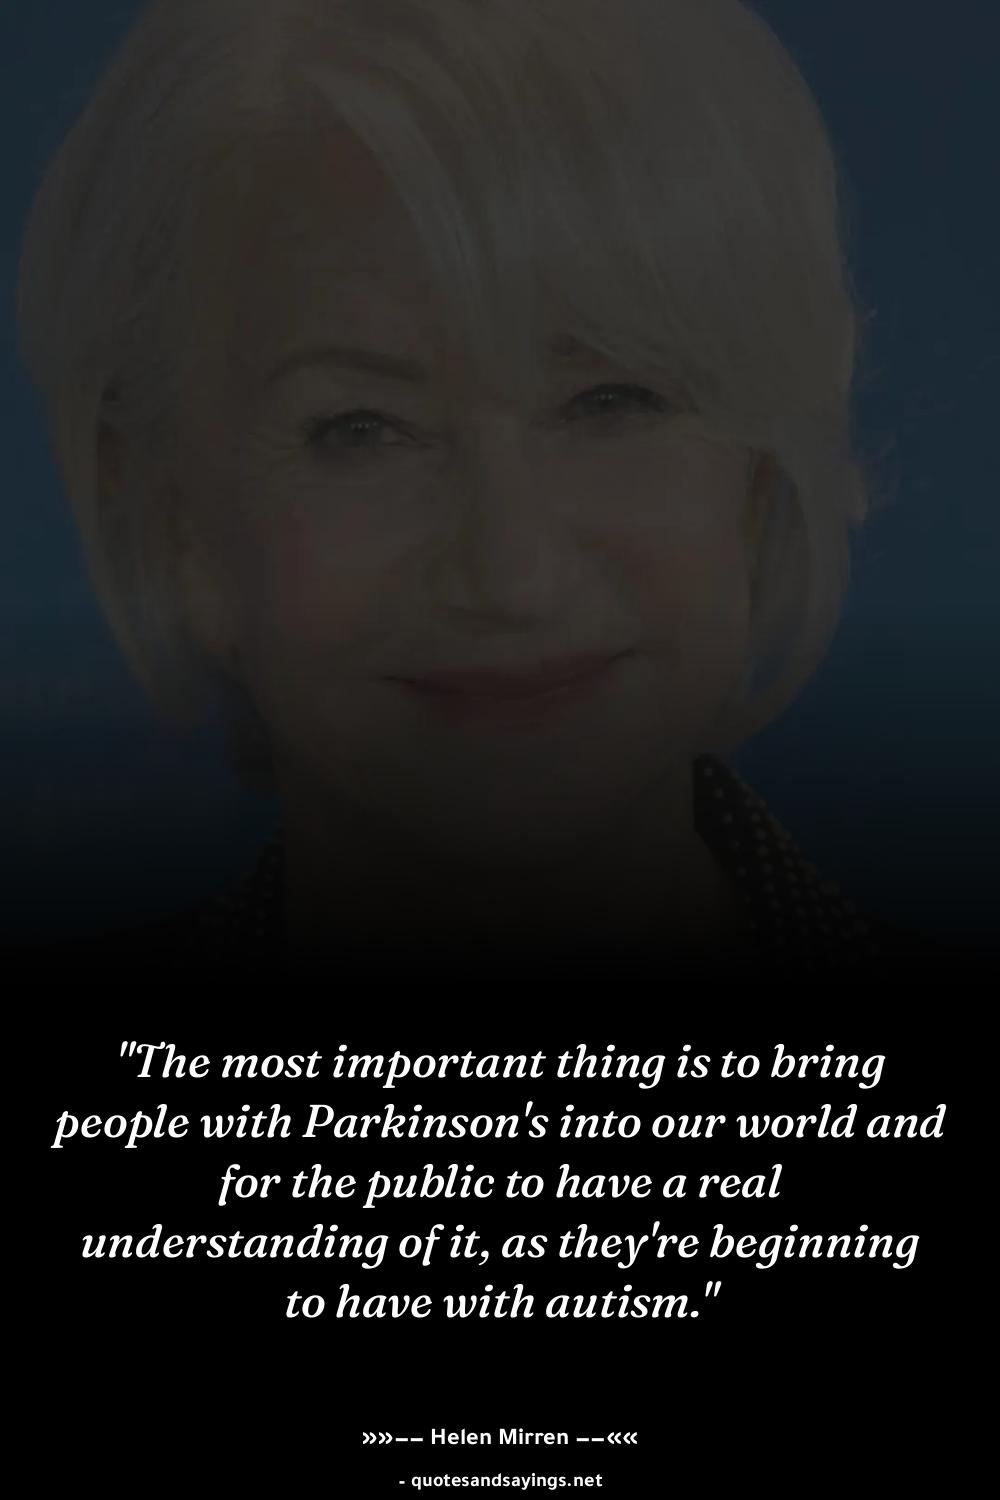 "The most important thing is to bring
people with Parkinson's into our world and
for the public to have a real
understanding of it, as they're beginning
to have with autism."
»»–– Helen Mirren ––««
- quotesandsayings.net